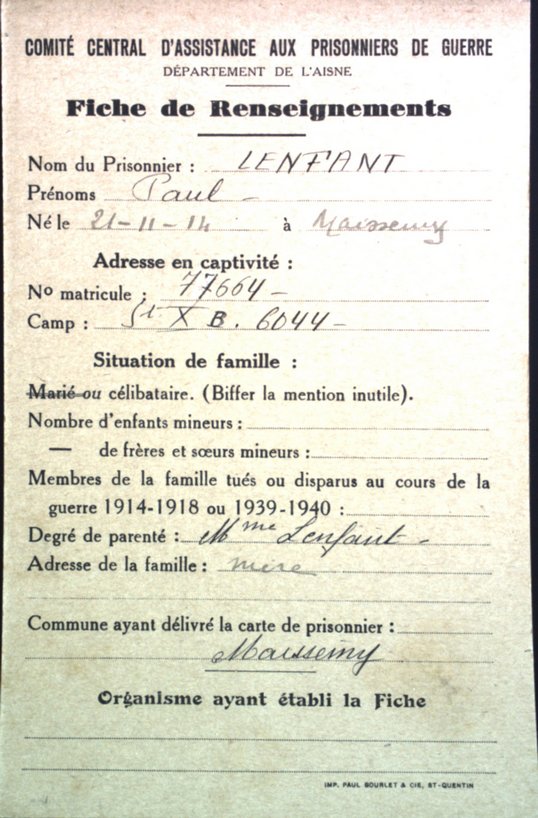 COMITÉ CENTRAL D'ASSISTANCE AUX PRISONNIERS DE GUERRE
DÉPARTEMENT DE L'AISNE
Fiche de Renseignements
Nom du Prisonnier : LENFANT
Prénoms Paul -
Né le 21-11-14 à Maissemy
Adresse en captivité :
No matricule : 77664 -
Camp : St. X B. 6044 -
Situation de famille :
Marié ou célibataire. (Biffer la mention inutile).
Nombre d'enfants mineurs :
— de frères et sœurs mineurs :
Membres de la famille tués ou disparus au cours de la
guerre 1914-1918 ou 1939-1940 :
Degré de parenté : Mme Lenfant -
Adresse de la famille : mère
Commune ayant délivré la carte de prisonnier :
Maissemy
Organisme ayant établi la Fiche
IMP. PAUL BOURLET & CIE, ST-QUENTIN